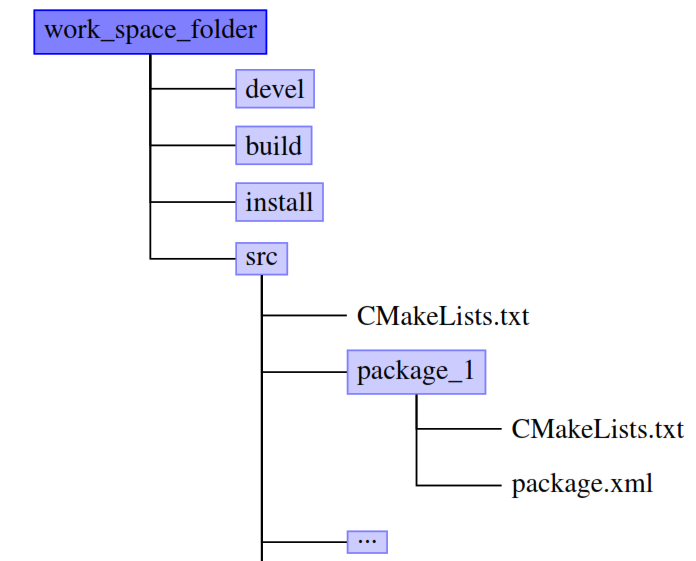 work_space_folder
devel
build
install
src
CMakeLists.txt
package_1
CMakeLists.txt
package.xml
...